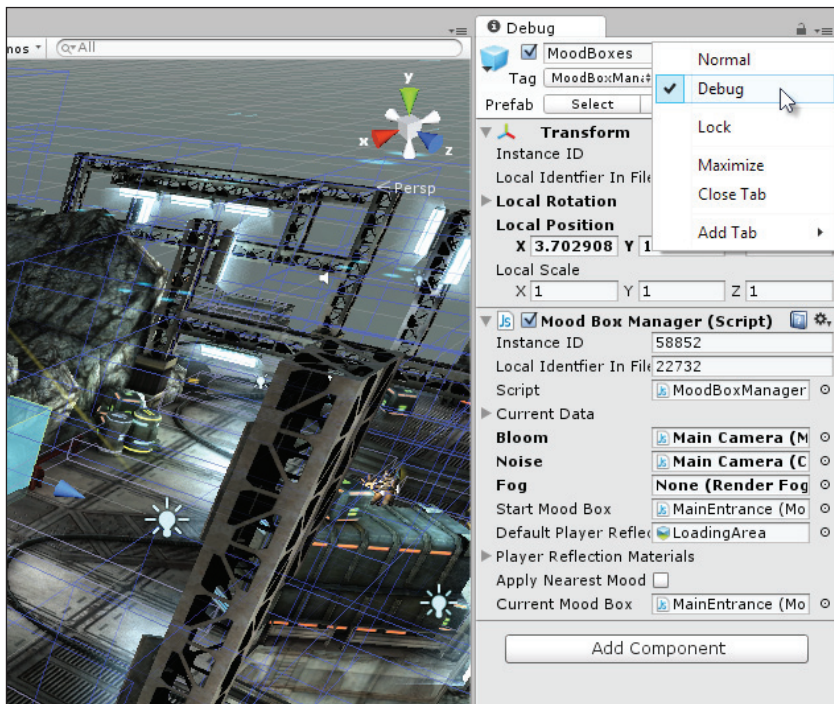 nos
All
y
x
z
Persp
Debug
MoodBoxes
Tag MoodBoxMana
Prefab Select
Normal
Debug
Lock
Maximize
Close Tab
Add Tab
Transform
Instance ID
Local Identfier In File
Local Rotation
Local Position
X 3.702908 Y 1
Local Scale
X 1 Y 1 Z 1
Mood Box Manager (Script)
Instance ID 58852
Local Identfier In File 22732
Script MoodBoxManager
Current Data
Bloom Main Camera (M
Noise Main Camera (C
Fog None (Render Fog
Start Mood Box MainEntrance (Mo
Default Player Reflec LoadingArea
Player Reflection Materials
Apply Nearest Mood
Current Mood Box MainEntrance (Mo
Add Component